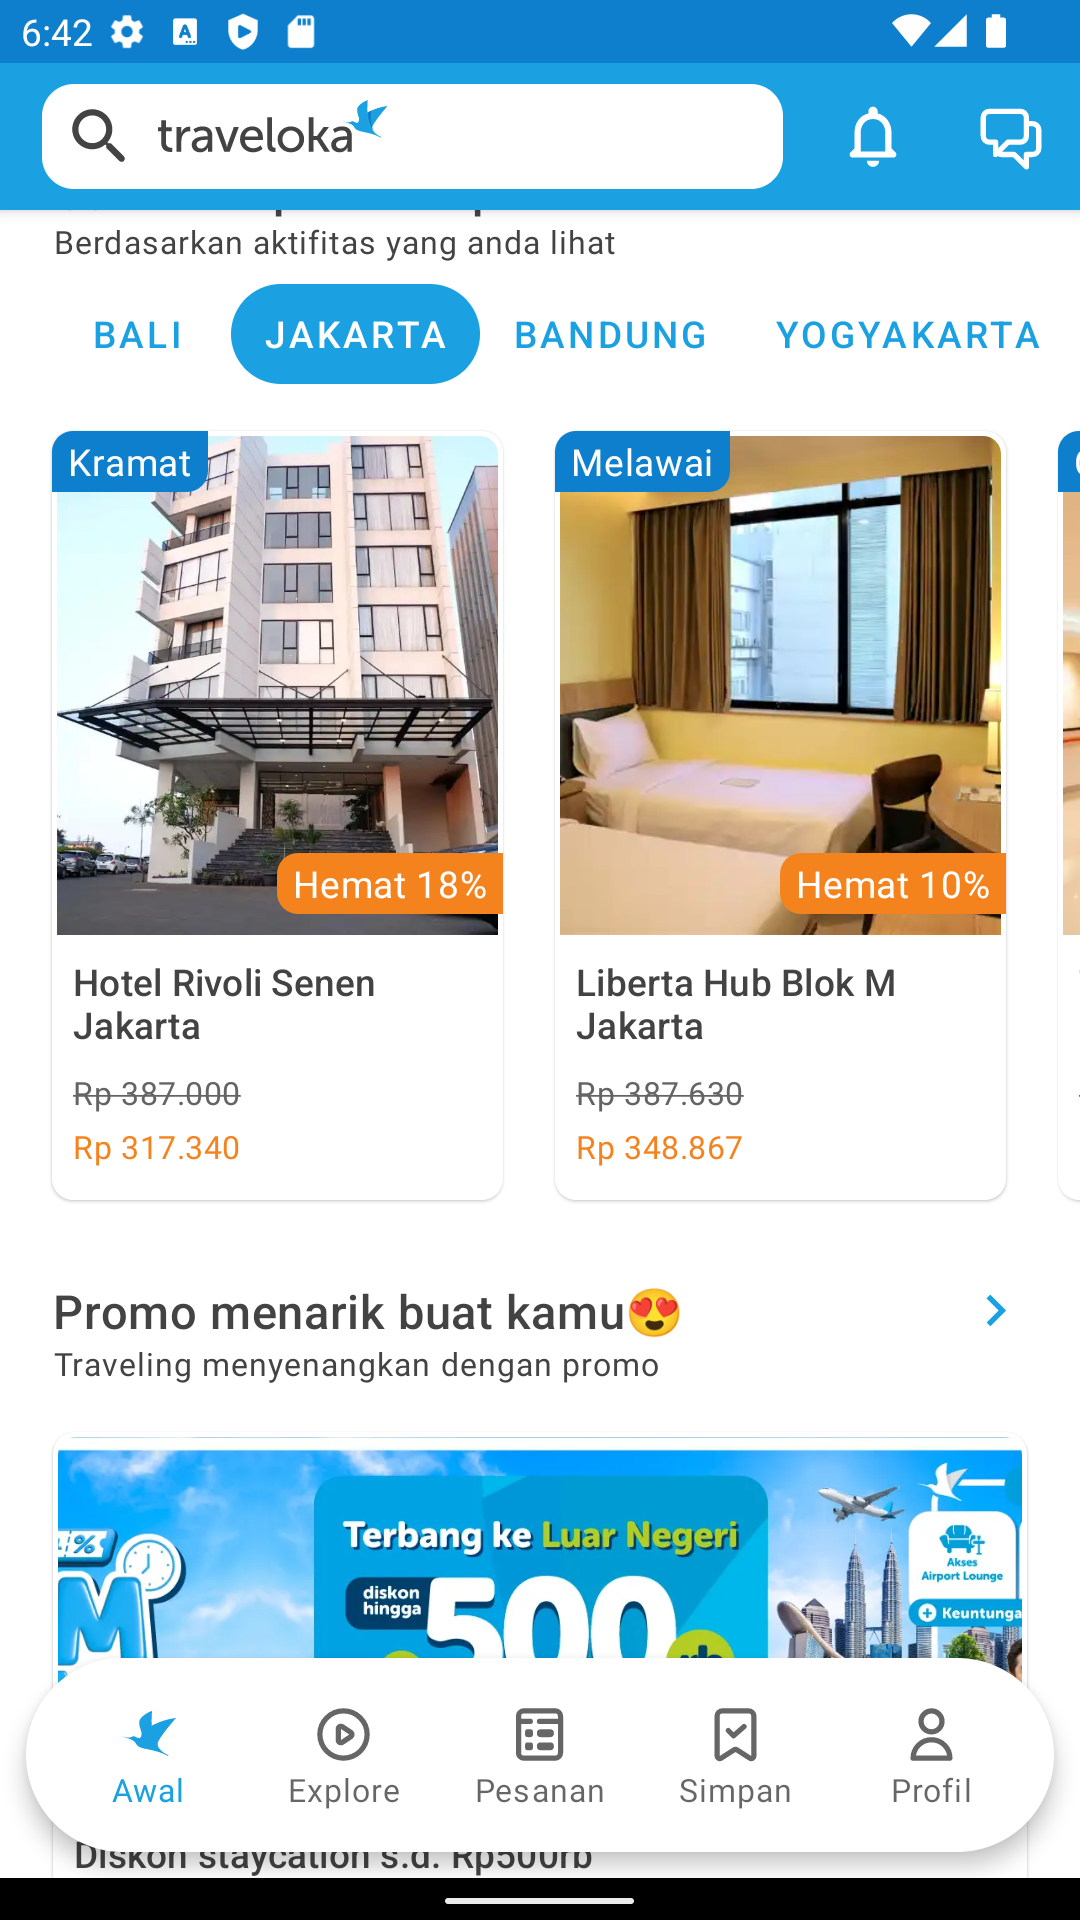 6:42
traveloka
Berdasarkan aktifitas yang anda lihat
BALI JAKARTA BANDUNG YOGYAKARTA
Kramat
Melawai
Hemat 18%
Hemat 10%
Hotel Rivoli Senen
Jakarta
Rp 387.000
Rp 317.340
Liberta Hub Blok M
Jakarta
Rp 387.630
Rp 348.867
Promo menarik buat kamu😍
Traveling menyenangkan dengan promo
Terbang ke Luar Negeri
diskon
hingga
500
Akses
Airport Lounge
Awal Explore Pesanan Simpan Profil
Diskon staycation s.d. Rp500rb